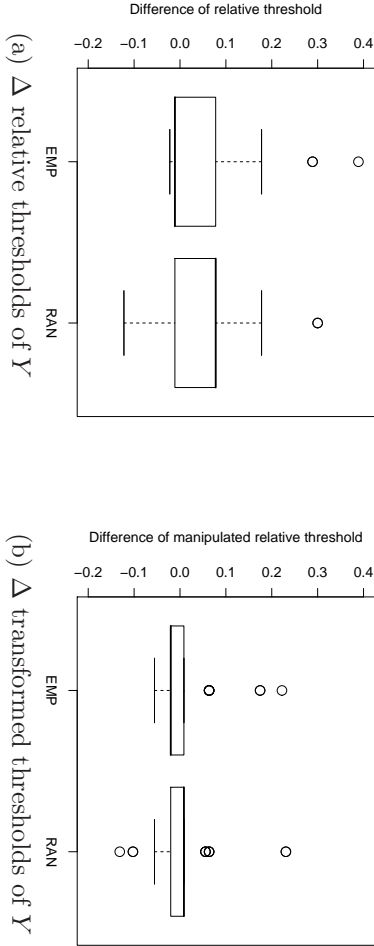 Difference of relative threshold
−0.2 −0.1 0.0 0.1 0.2 0.3 0.4
EMP RAN
(a) Δ relative thresholds of Y
Difference of manipulated relative threshold
−0.2 −0.1 0.0 0.1 0.2 0.3 0.4
EMP RAN
(b) Δ transformed thresholds of Y